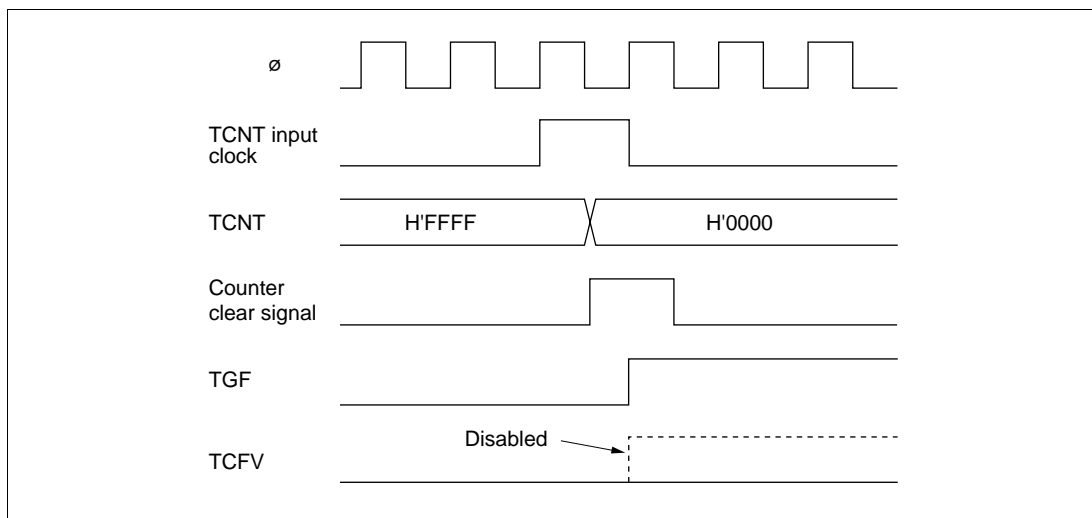 ø
TCNT input
clock
TCNT
H'FFFF
H'0000
Counter
clear signal
TGF
Disabled
TCFV